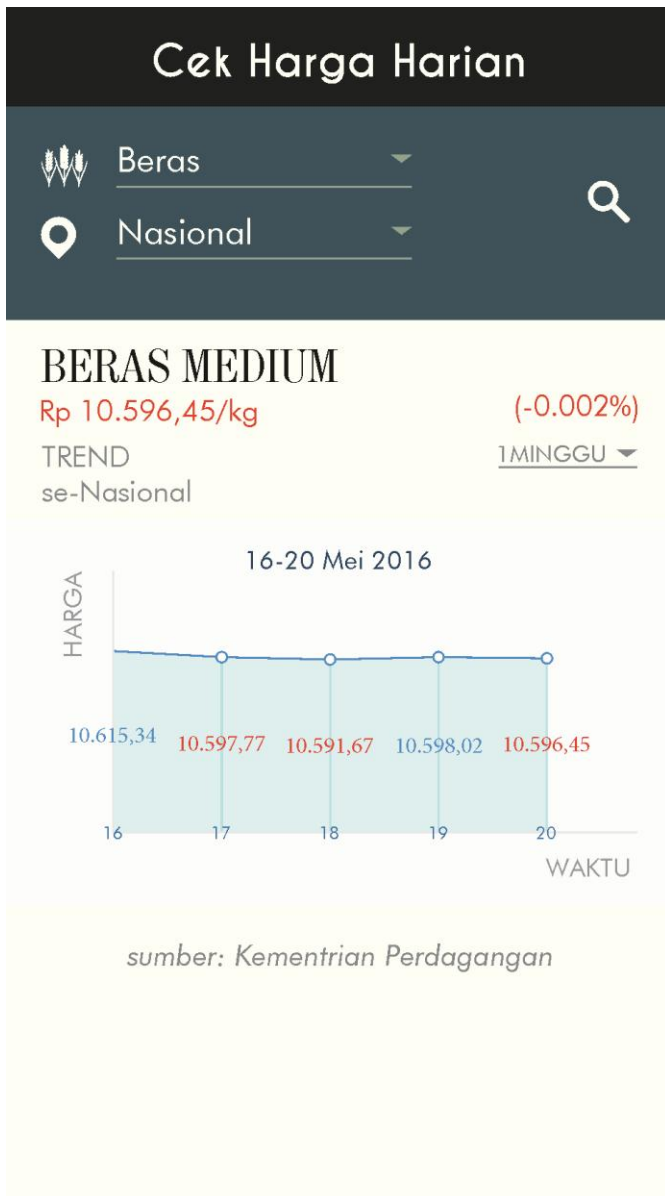 Cek Harga Harian
Beras
Nasional
BERAS MEDIUM
Rp 10.596,45/kg
(-0.002%)
TREND
1MINGGU
se-Nasional
16-20 Mei 2016
HARGA
10.615,34 10.597,77 10.591,67 10.598,02 10.596,45
16 17 18 19 20
WAKTU
sumber: Kementrian Perdagangan